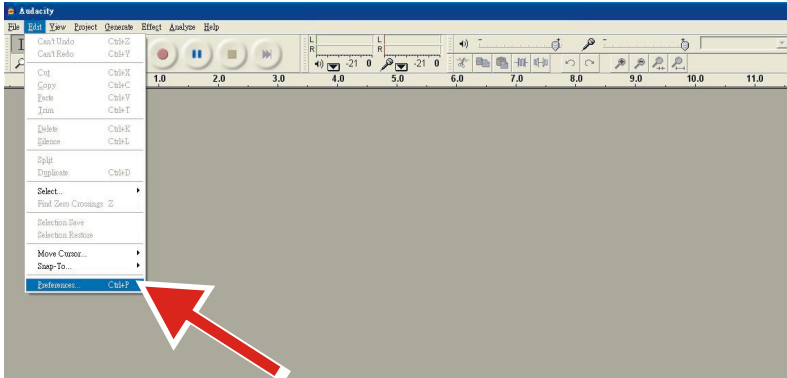 Audacity
File Edit View Project Generate Effect Analyze Help
Can't Undo Ctrl+Z
Can't Redo Ctrl+Y
Cut Ctrl+X
Copy Ctrl+C
Paste Ctrl+V
Trim Ctrl+T
Delete Ctrl+K
Silence Ctrl+L
Split
Duplicate Ctrl+D
Select...
Find Zero Crossings Z
Selection Save
Selection Restore
Move Cursor...
Snap-To...
Preferences... Ctrl+P
L L
R R
-21 0 -21 0
1.0 2.0 3.0 4.0 5.0 6.0 7.0 8.0 9.0 10.0 11.0